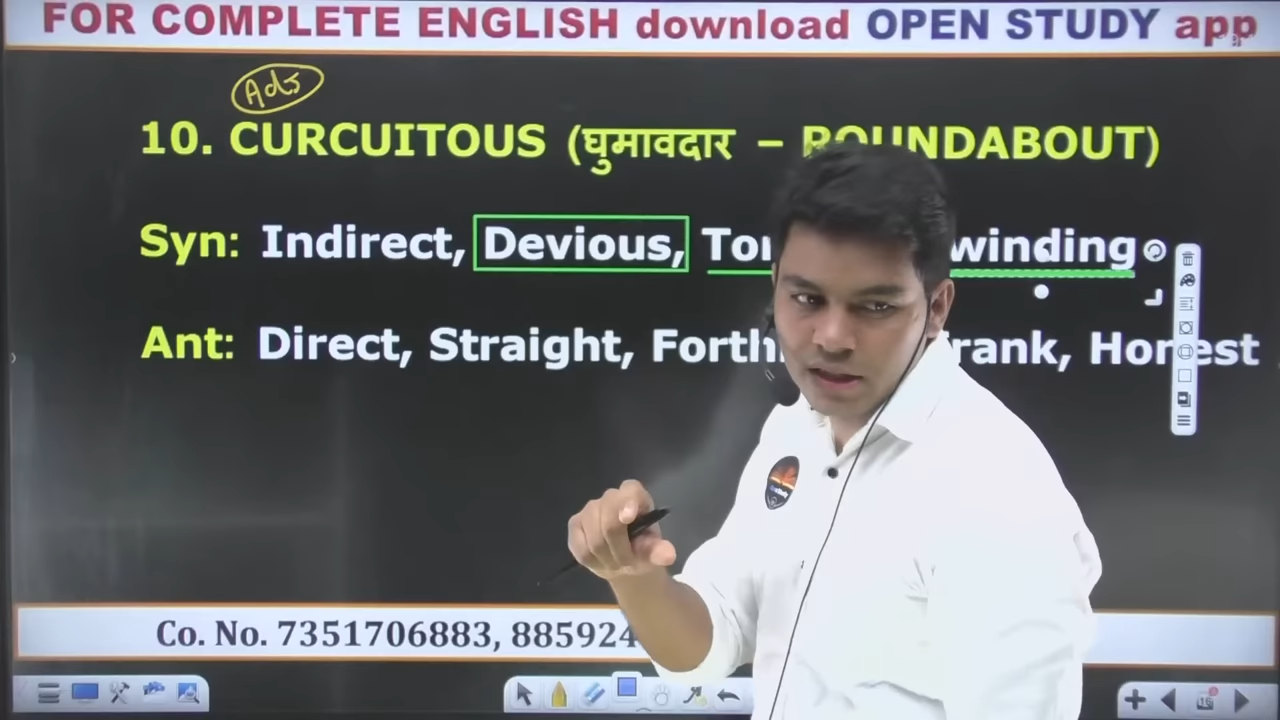 FOR COMPLETE ENGLISH download OPEN STUDY app
Adj
10. CURCUITOUS (घुमावदार – ROUNDABOUT)
Syn: Indirect, Devious, winding
Ant: Direct, Straight, Honest
Co. No. 7351706883,